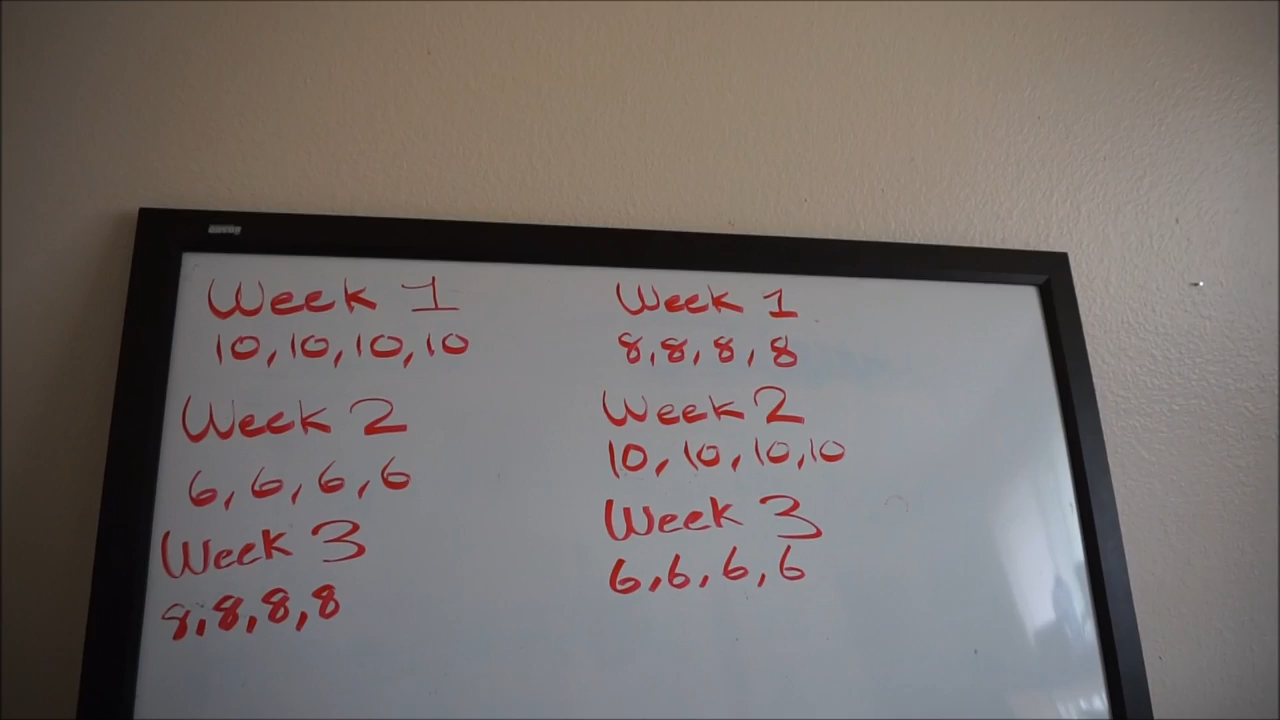 Week 1
10, 10, 10, 10
Week 2
6, 6, 6, 6
Week 3
8, 8, 8, 8
Week 1
8, 8, 8, 8
Week 2
10, 10, 10, 10
Week 3
6, 6, 6, 6